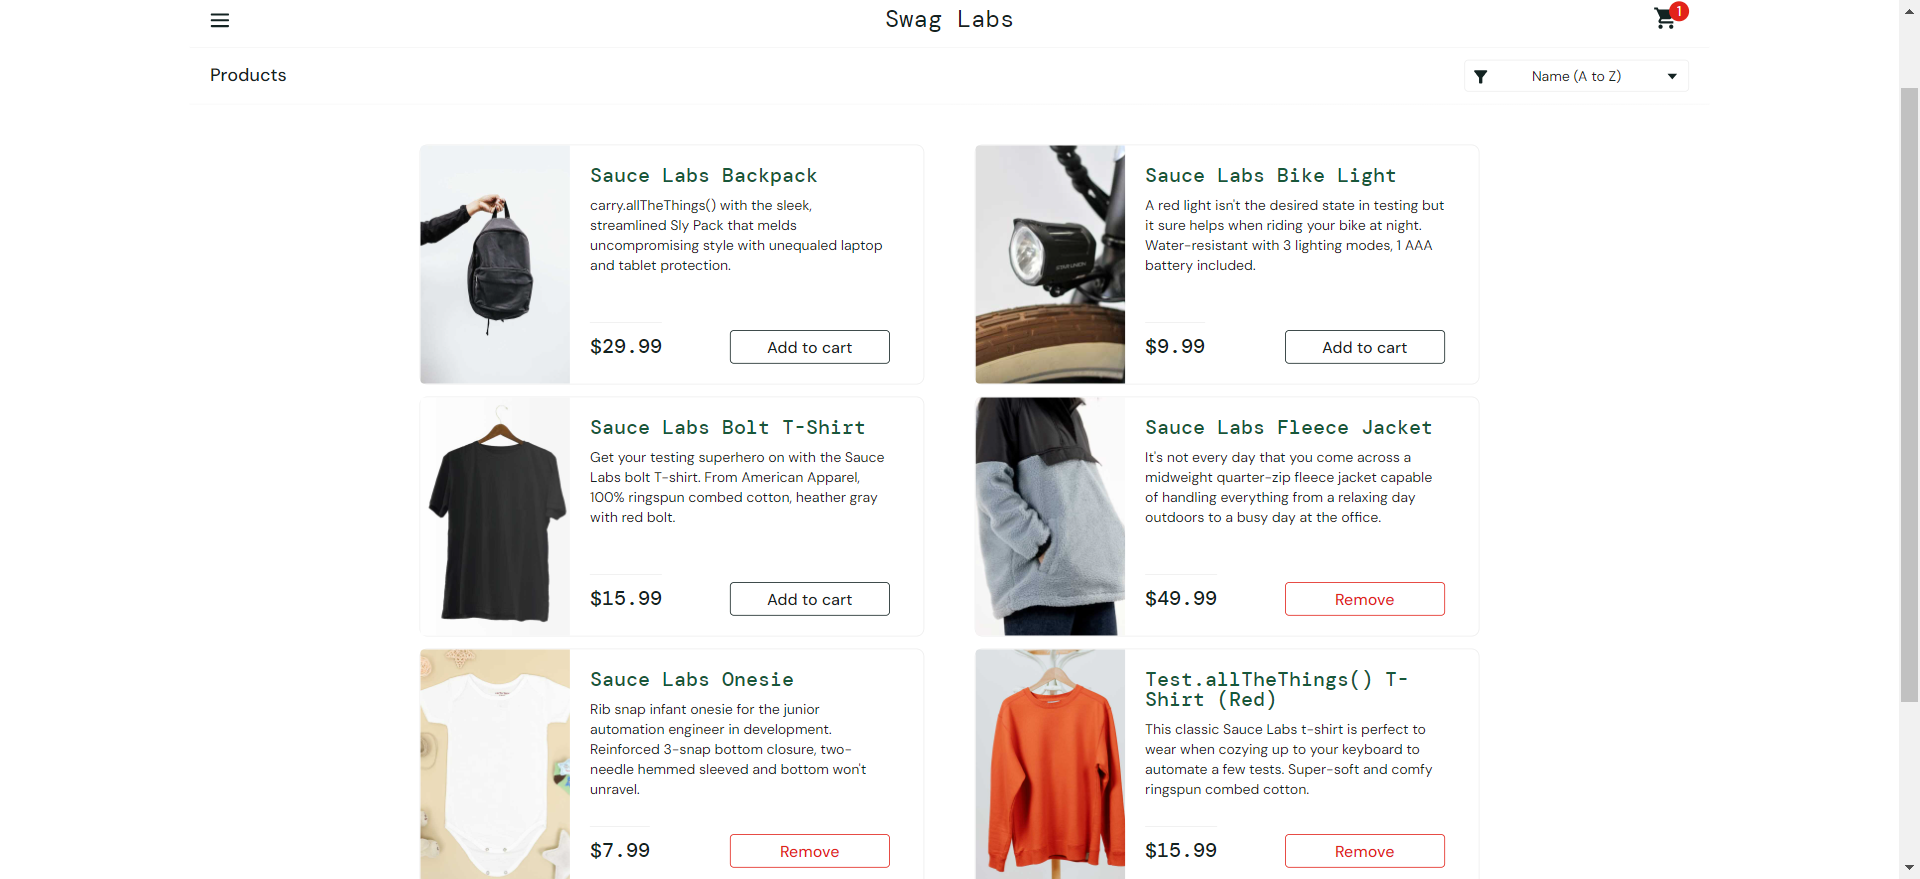 Swag Labs
1
Products
Name (A to Z)
Sauce Labs Backpack
carry.allTheThings() with the sleek,
streamlined Sly Pack that melds
uncompromising style with unequaled laptop
and tablet protection.
$29.99
Add to cart
Sauce Labs Bike Light
A red light isn't the desired state in testing but
it sure helps when riding your bike at night.
Water-resistant with 3 lighting modes, 1 AAA
battery included.
$9.99
Add to cart
Sauce Labs Bolt T-Shirt
Get your testing superhero on with the Sauce
Labs bolt T-shirt. From American Apparel,
100% ringspun combed cotton, heather gray
with red bolt.
$15.99
Add to cart
Sauce Labs Fleece Jacket
It's not every day that you come across a
midweight quarter-zip fleece jacket capable
of handling everything from a relaxing day
outdoors to a busy day at the office.
$49.99
Remove
Sauce Labs Onesie
Rib snap infant onesie for the junior
automation engineer in development.
Reinforced 3-snap bottom closure, two-
needle hemmed sleeved and bottom won't
unravel.
$7.99
Remove
Test.allTheThings() T-
Shirt (Red)
This classic Sauce Labs t-shirt is perfect to
wear when cozying up to your keyboard to
automate a few tests. Super-soft and comfy
ringspun combed cotton.
$15.99
Remove